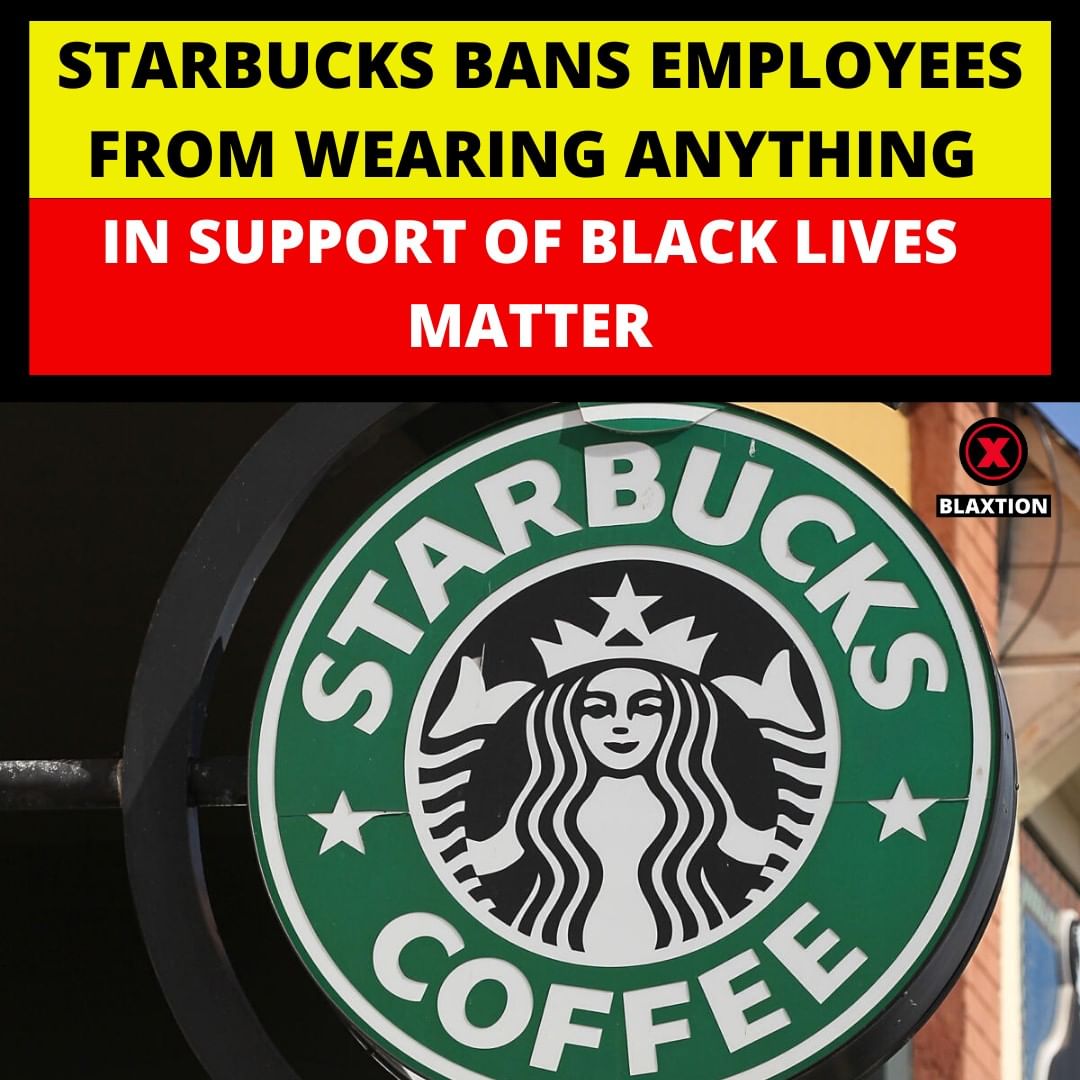 STARBUCKS BANS EMPLOYEES
FROM WEARING ANYTHING
IN SUPPORT OF BLACK LIVES
MATTER
X
BLAXTION
STARBUCKS
COFFEE